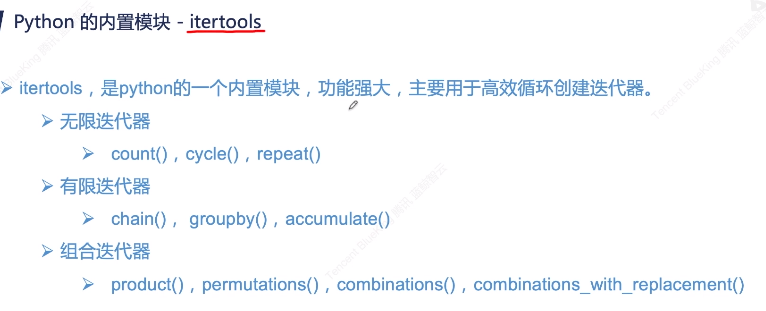 Python 的内置模块 - itertools
itertools，是python的一个内置模块，功能强大，主要用于高效循环创建迭代器。
无限迭代器
count()，cycle()，repeat()
有限迭代器
chain()， groupby()，accumulate()
组合迭代器
product()，permutations()，combinations()，combinations_with_replacement()